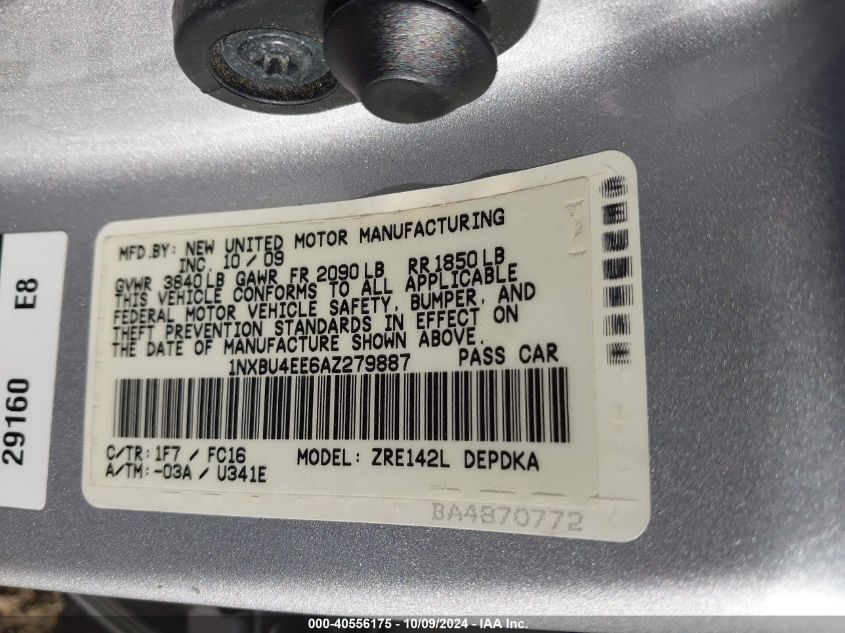 MFD.BY: NEW UNITED MOTOR MANUFACTURING
INC. 10/09
GVWR 3840LB GAWR FR 2090LB RR 1850LB
THIS VEHICLE CONFORMS TO ALL APPLICABLE
FEDERAL MOTOR VEHICLE SAFETY, BUMPER, AND
THEFT PREVENTION STANDARDS IN EFFECT ON
THE DATE OF MANUFACTURE SHOWN ABOVE.
1NXBU4EE6AZ279887 PASS CAR
C/TR: 1F7 / FC16 MODEL: ZRE142L DEPDKA
A/TM: -03A / U341E
BA4870772
29160 E8
000-40556175 - 10/09/2024 - IAA Inc.